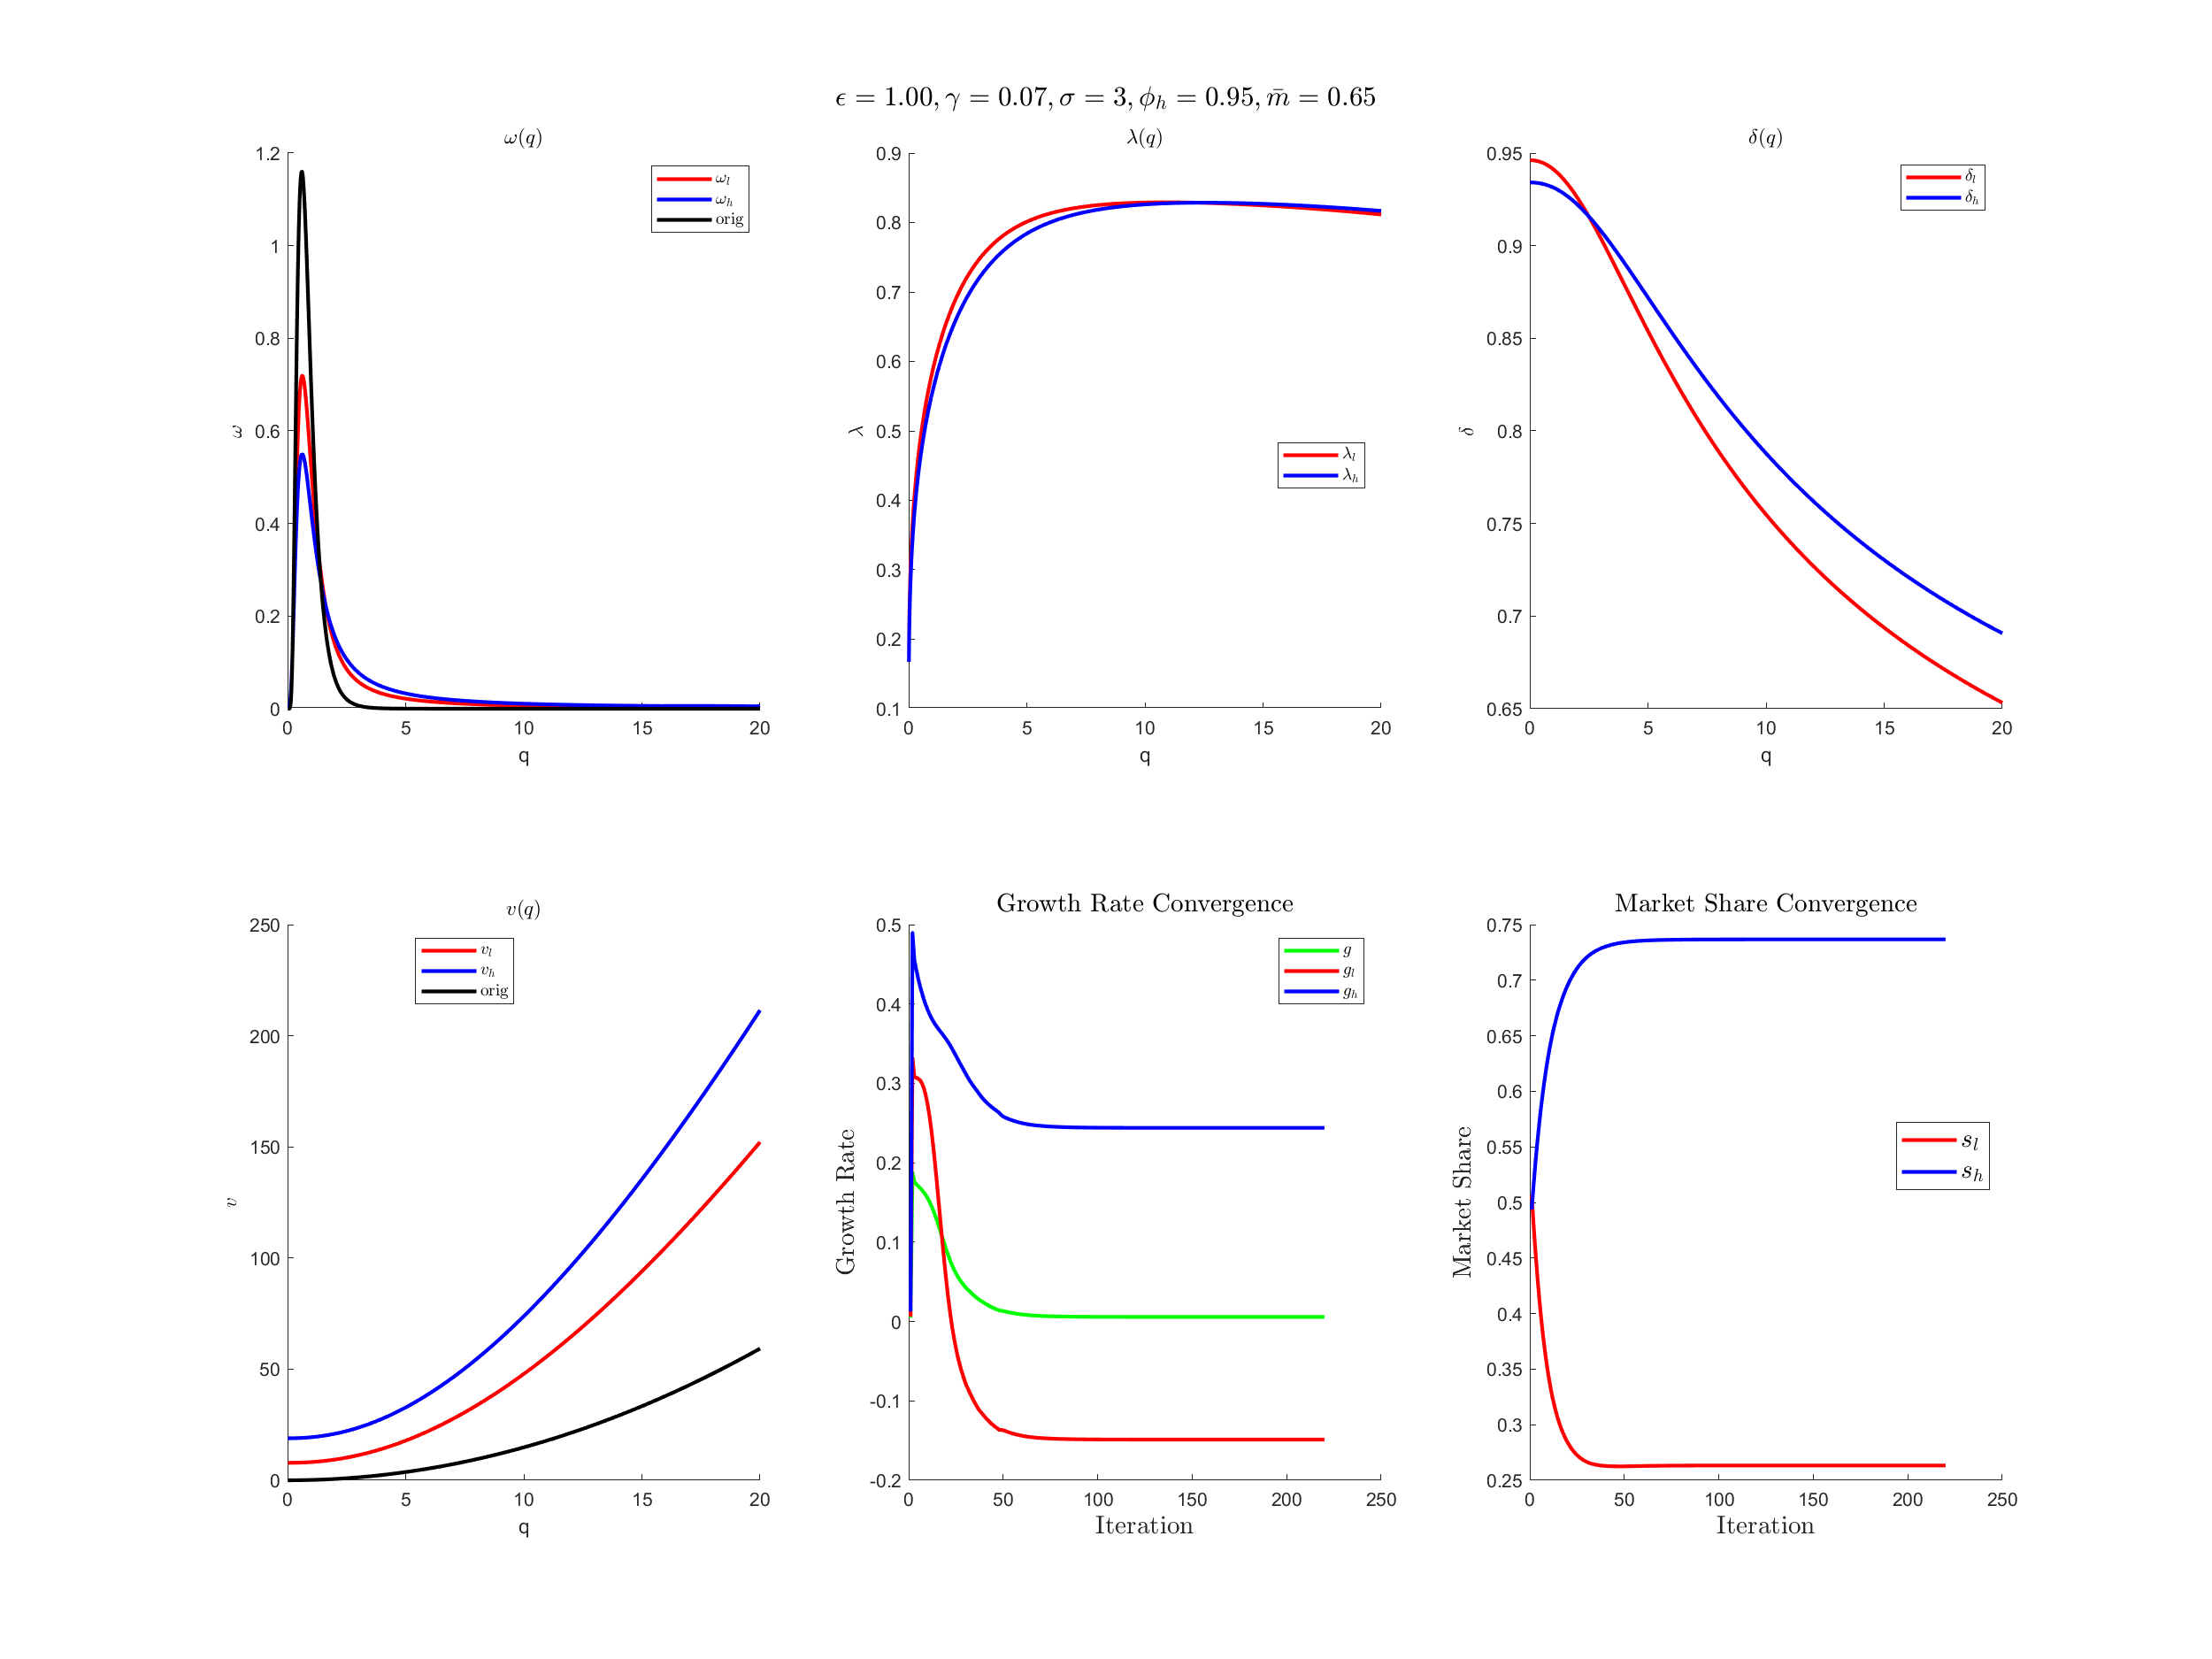 ϵ = 1.00, γ = 0.07, σ = 3, ϕ_h = 0.95, m̄ = 0.65
ω(q)
ω
1.2
1
0.8
0.6
0.4
0.2
0
0 5 10 15 20
q
ω_l
ω_h
orig
λ(q)
λ
0.9
0.8
0.7
0.6
0.5
0.4
0.3
0.2
0.1
0 5 10 15 20
q
λ_l
λ_h
δ(q)
δ
0.95
0.9
0.85
0.8
0.75
0.7
0.65
0 5 10 15 20
q
δ_l
δ_h
v(q)
v
250
200
150
100
50
0
0 5 10 15 20
q
v_l
v_h
orig
Growth Rate Convergence
Growth Rate
0.5
0.4
0.3
0.2
0.1
0
-0.1
-0.2
0 50 100 150 200 250
Iteration
g
g_l
g_h
Market Share Convergence
Market Share
0.75
0.7
0.65
0.6
0.55
0.5
0.45
0.4
0.35
0.3
0.25
0 50 100 150 200 250
Iteration
s_l
s_h